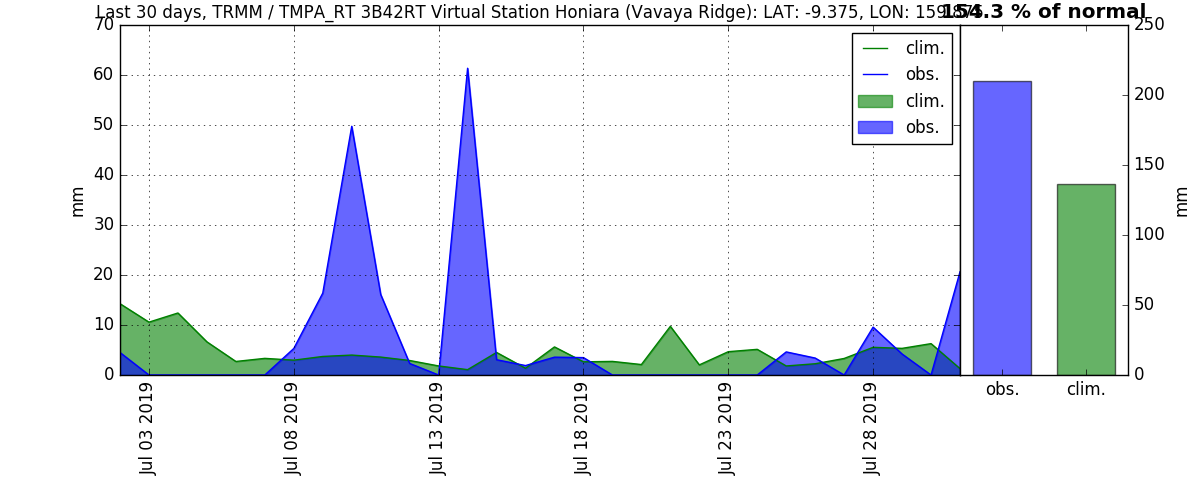 Last 30 days, TRMM / TMPA_RT 3B42RT Virtual Station Honiara (Vavaya Ridge): LAT: -9.375, LON:
154.3 % of normal
70
60
50
40
30
20
10
0
mm
clim.
obs.
clim.
obs.
Jul 03 2019
Jul 08 2019
Jul 13 2019
Jul 18 2019
Jul 23 2019
Jul 28 2019
250
200
150
100
50
0
mm
obs.
clim.